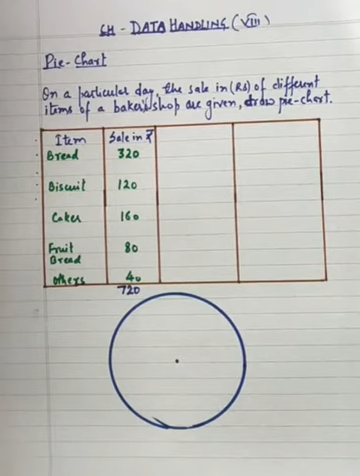 CH - DATA HANDLING (VIII)
Pie-Chart
On a particular day, the sale in (Rs) of different
items of a baker's shop are given, draw pie-chart.
Item Sale in ₹
Bread 320
Biscuit 120
Cakes 160
Fruit Bread 80
Others 40
720